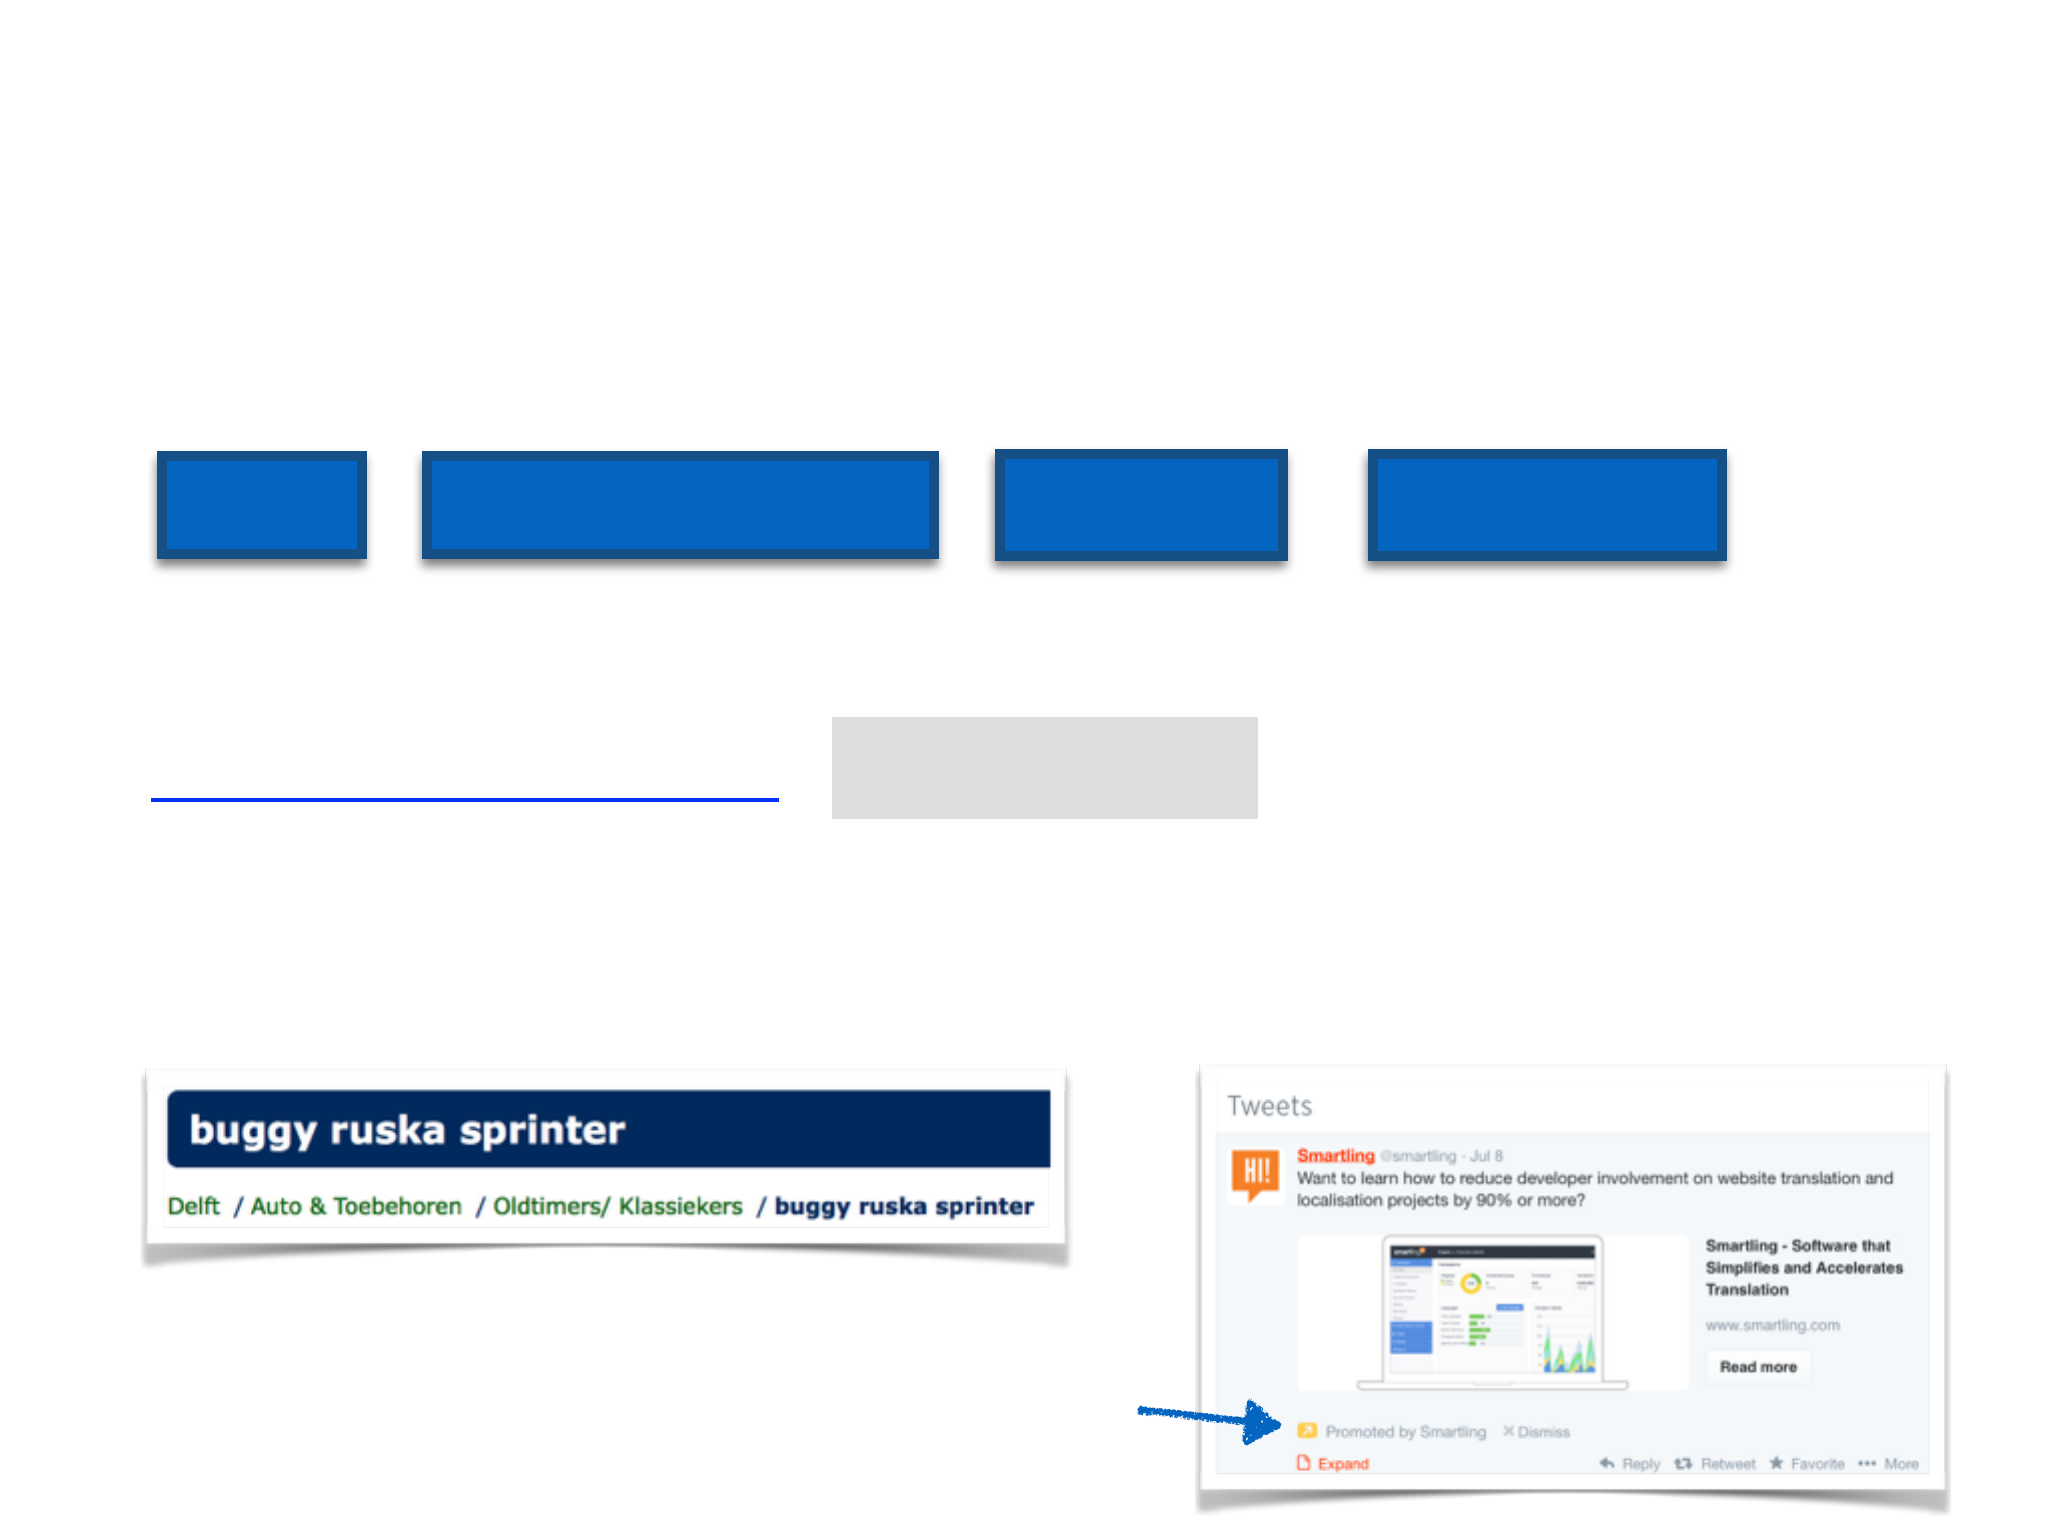 buggy ruska sprinter
Delft / Auto & Toebehoren / Oldtimers/ Klassiekers / buggy ruska sprinter
Tweets
HI!
Smartling @smartling · Jul 8
Want to learn how to reduce developer involvement on website translation and
localisation projects by 90% or more?
Smartling - Software that
Simplifies and Accelerates
Translation
www.smartling.com
Read more
Promoted by Smartling Dismiss
Expand Reply Retweet Favorite More